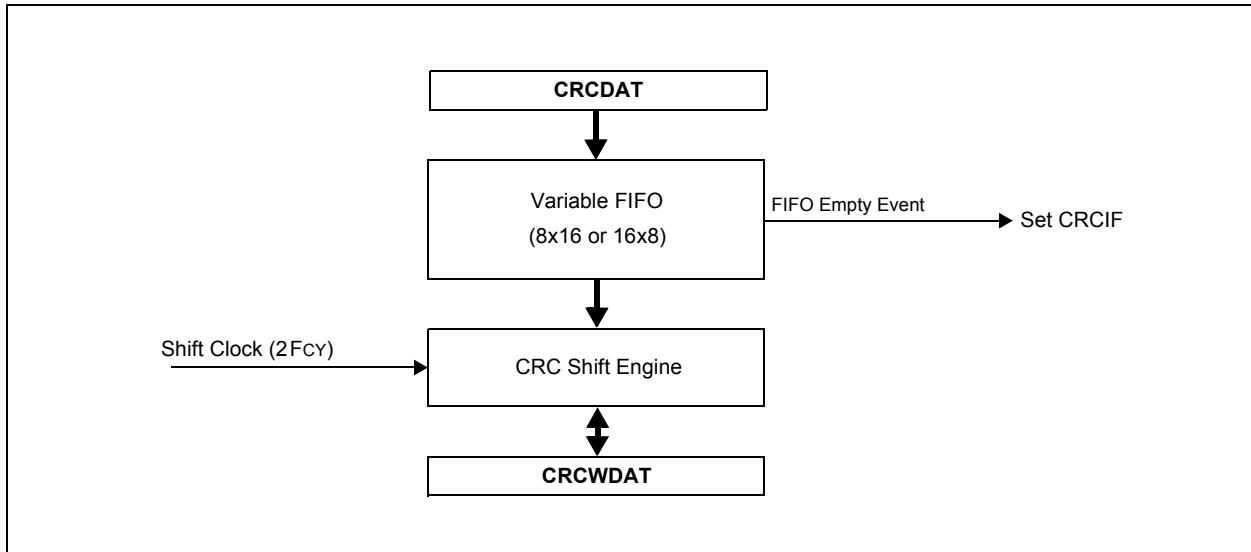 CRCDAT
Variable FIFO
(8x16 or 16x8)
FIFO Empty Event
Set CRCIF
Shift Clock (2FCY)
CRC Shift Engine
CRCWDAT